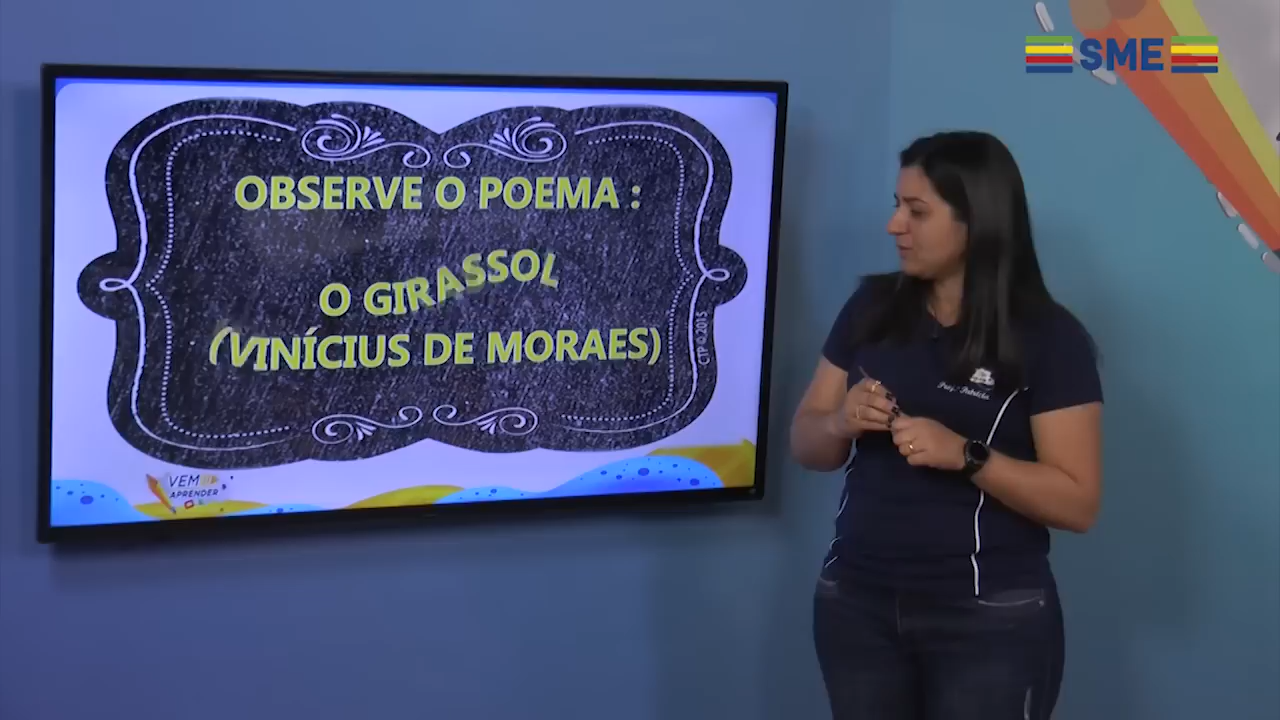 SME
OBSERVE O POEMA :
O GIRASSOL
(VINÍCIUS DE MORAES)
CTP © 2015
VEM
APRENDER